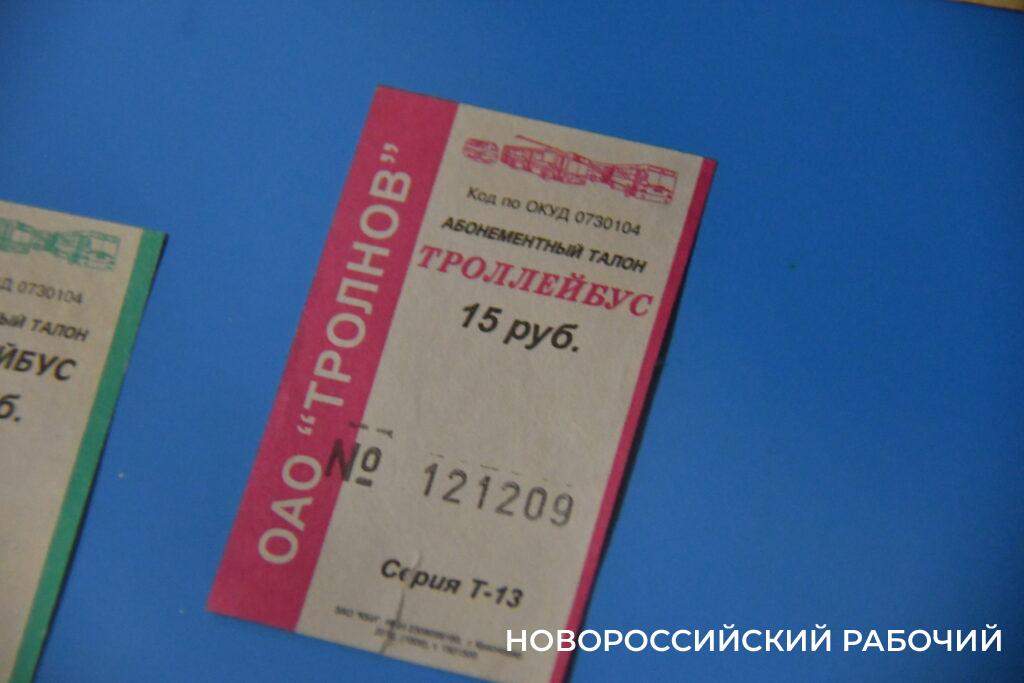 Д 0730104
ЫЙ ТАЛОН
ЙБУС
б.
ОАО “ТРОЛНОВ”
Код по ОКУД 0730104
АБОНЕМЕНТНЫЙ ТАЛОН
ТРОЛЛЕЙБУС
15 руб.
№ 121209
Серия Т-13
НОВОРОССИЙСКИЙ РАБОЧИЙ